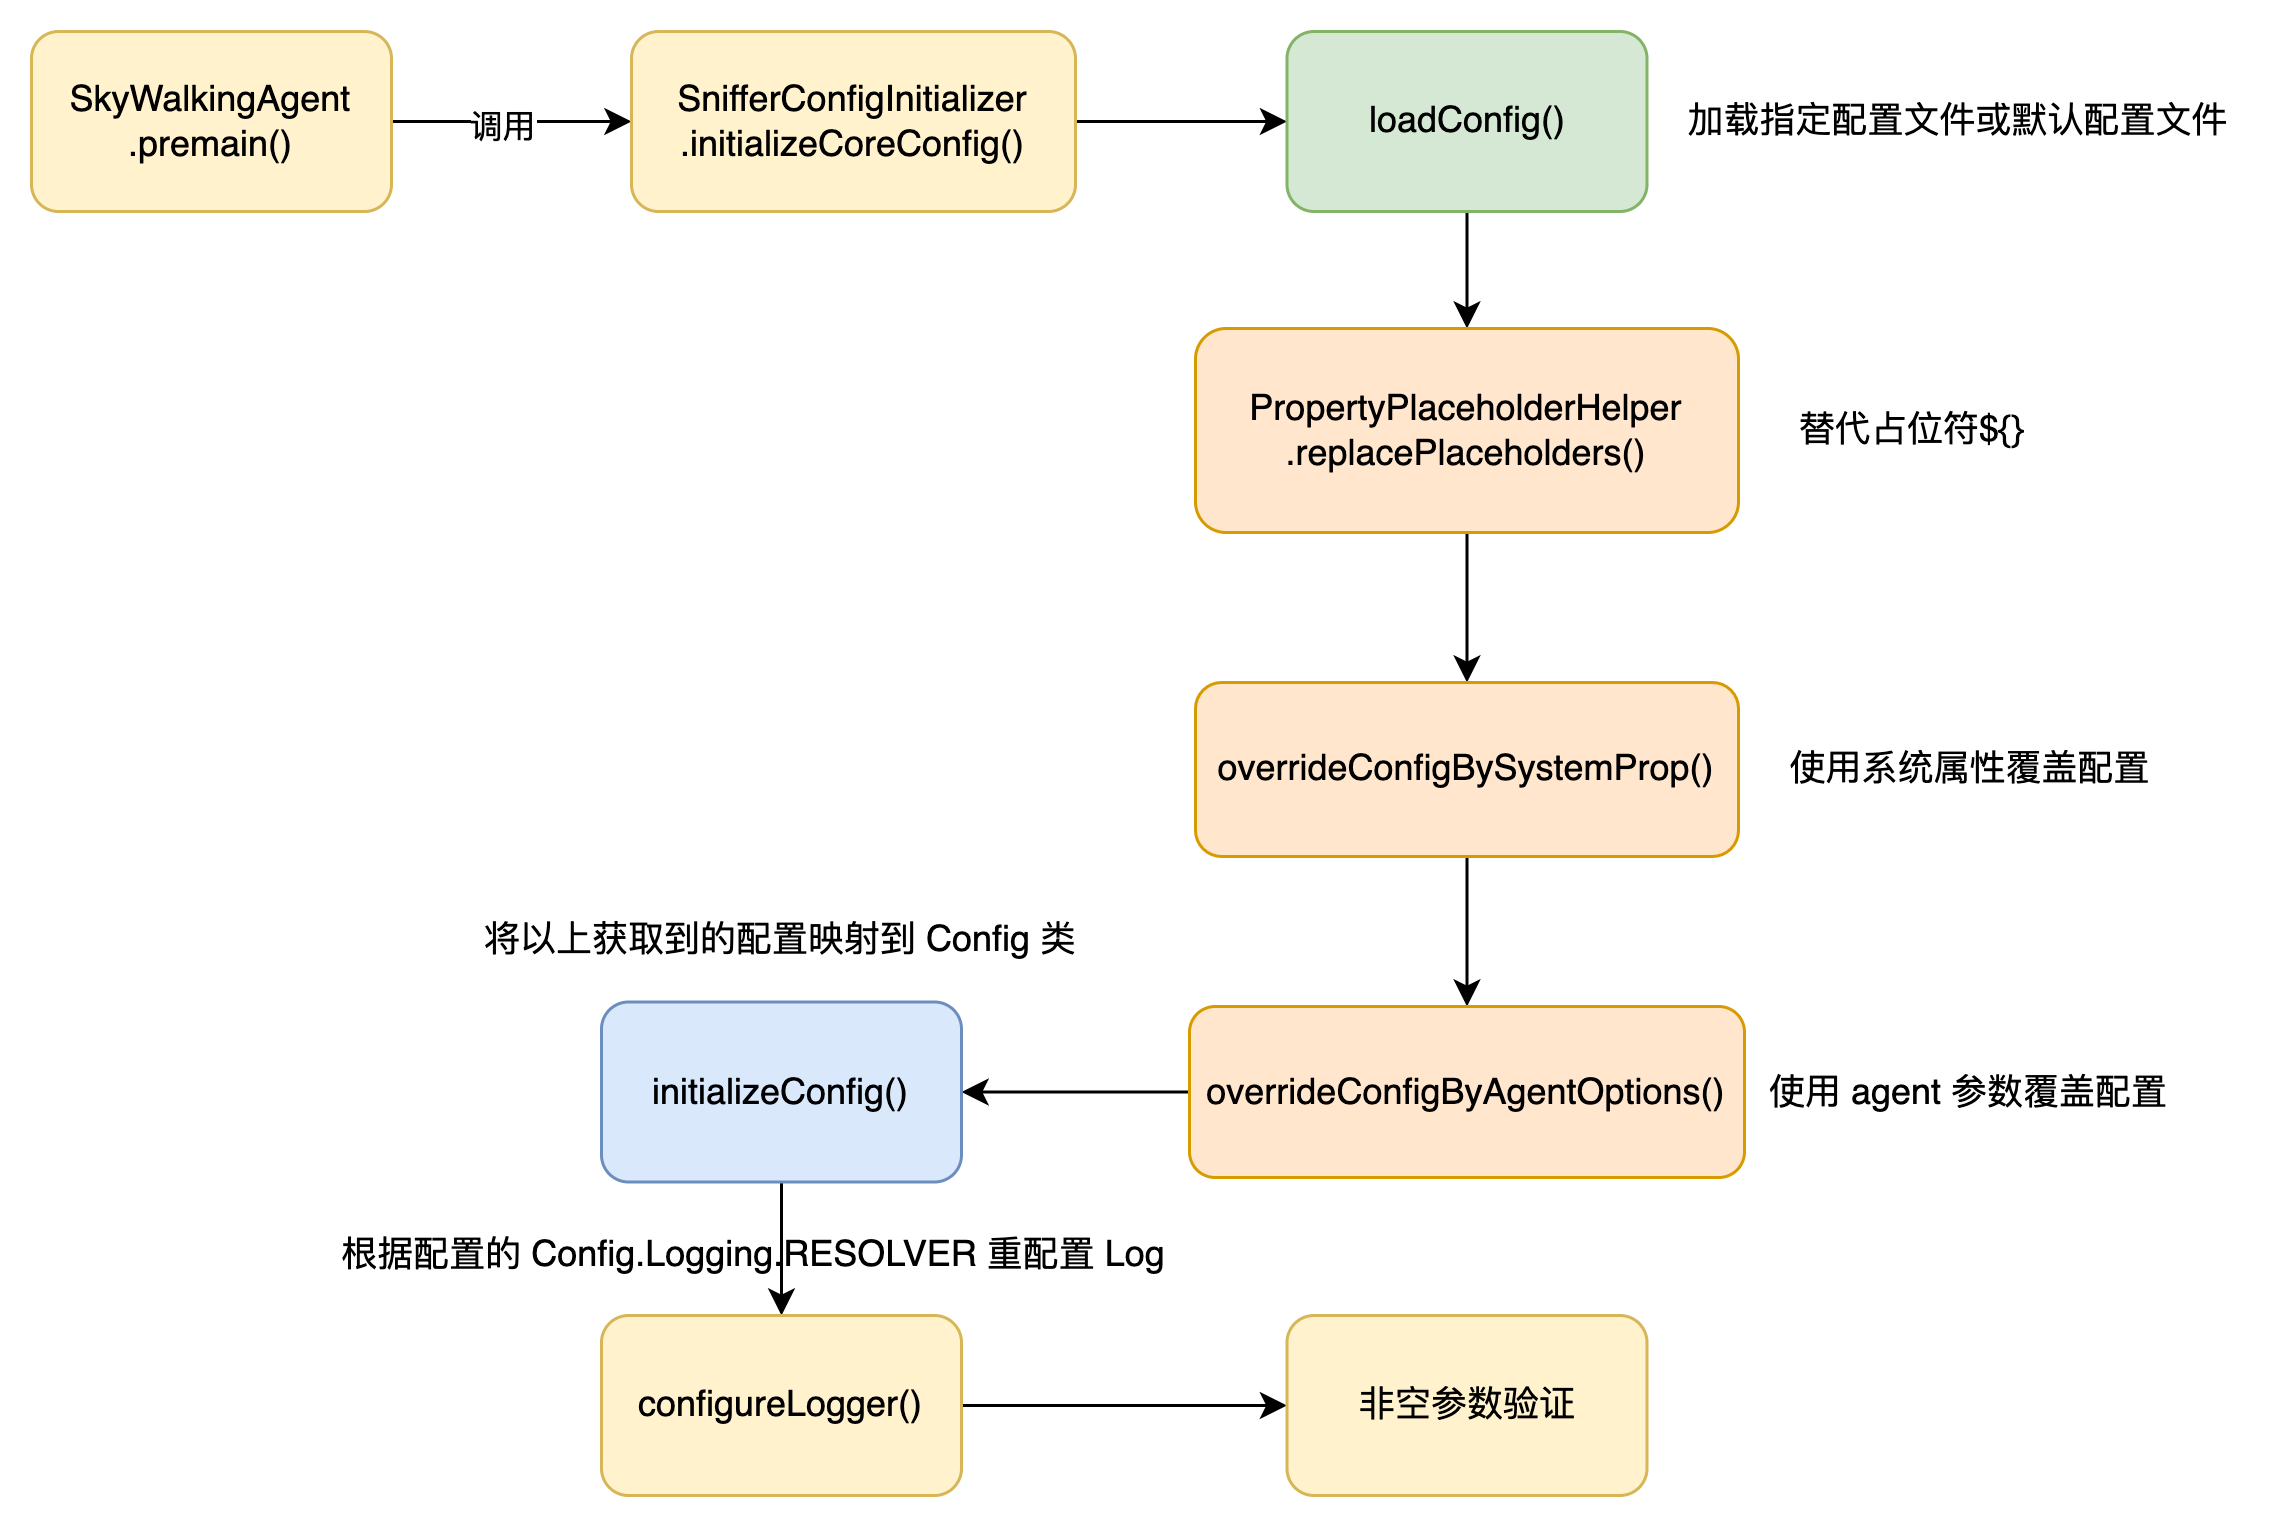 SkyWalkingAgent
.premain()
调用
SnifferConfigInitializer
.initializeCoreConfig()
loadConfig()
加载指定配置文件或默认配置文件
PropertyPlaceholderHelper
.replacePlaceholders()
替代占位符${}
overrideConfigBySystemProp()
使用系统属性覆盖配置
将以上获取到的配置映射到 Config 类
initializeConfig()
overrideConfigByAgentOptions()
使用 agent 参数覆盖配置
根据配置的 Config.Logging.RESOLVER 重配置 Log
configureLogger()
非空参数验证